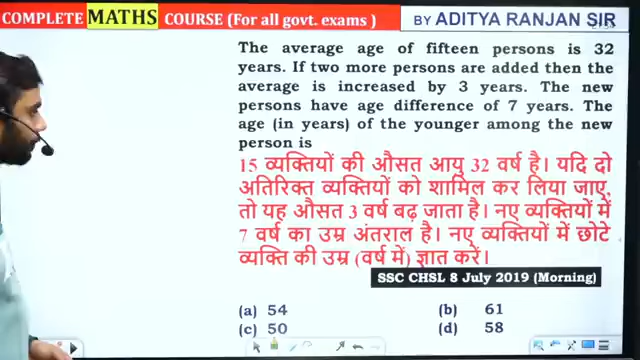 COMPLETE MATHS COURSE (For all govt. exams) BY ADITYA RANJAN SIR
The average age of fifteen persons is 32
years. If two more persons are added then the
average is increased by 3 years. The new
persons have age difference of 7 years. The
age (in years) of the younger among the new
person is
15 व्यक्तियों की औसत आयु 32 वर्ष है। यदि दो
अतिरिक्त व्यक्तियों को शामिल कर लिया जाए,
तो यह औसत 3 वर्ष बढ़ जाता है। नए व्यक्तियों में
7 वर्ष का उम्र अंतराल है। नए व्यक्तियों में छोटे
व्यक्ति की उम्र (वर्ष में) ज्ञात करें।
SSC CHSL 8 July 2019 (Morning)
(a) 54 (b) 61
(c) 50 (d) 58